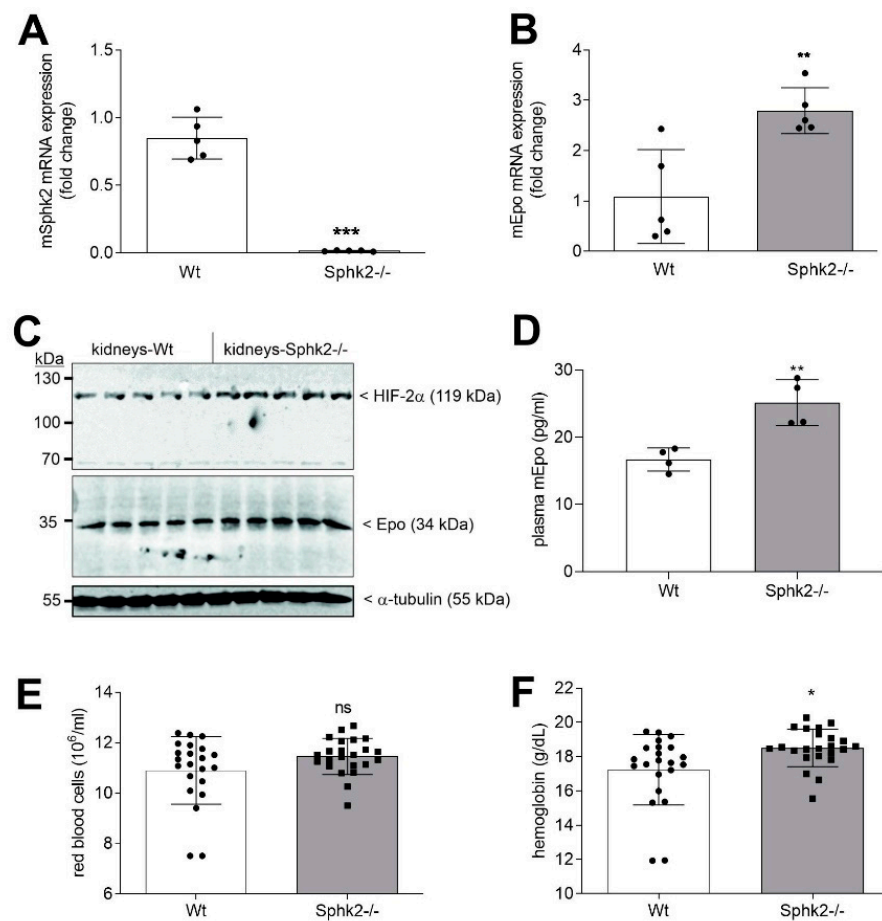 A
mSphk2 mRNA expression
(fold change)
1.5
1.0
0.5
0.0
***
Wt
Sphk2-/-
B
mEpo mRNA expression
(fold change)
5
4
3
2
1
0
**
Wt
Sphk2-/-
C
kDa
kidneys-Wt
kidneys-Sphk2-/-
130
100
70
< HIF-2α (119 kDa)
35
< Epo (34 kDa)
55
< α-tubulin (55 kDa)
D
plasma mEpo (pg/ml)
30
20
10
0
**
Wt
Sphk2-/-
E
red blood cells (10⁶/ml)
14
12
10
8
6
ns
Wt
Sphk2-/-
F
hemoglobin (g/dL)
22
20
18
16
14
12
10
*
Wt
Sphk2-/-